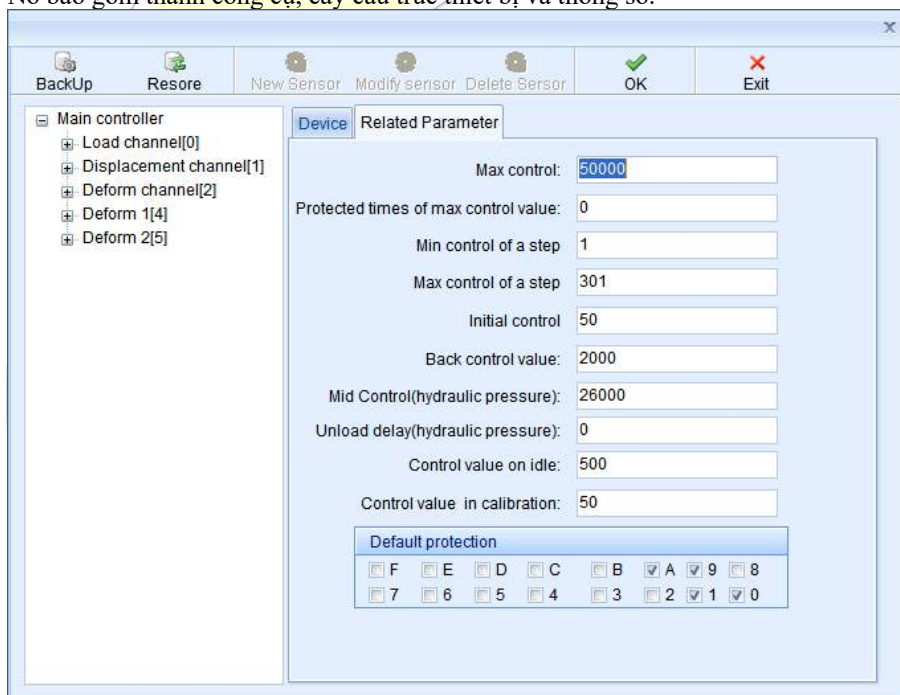 Nó bao gồm thanh công cụ, cây cấu trúc thiết bị và thông số.
x
BackUp Resore New Sensor Modify sensor Delete Sersor OK Exit
Main controller
Load channel[0]
Displacement channel[1]
Deform channel[2]
Deform 1[4]
Deform 2[5]
Device Related Parameter
Max control: 50000
Protected times of max control value: 0
Min control of a step 1
Max control of a step 301
Initial control 50
Back control value: 2000
Mid Control(hydraulic pressure): 26000
Unload delay(hydraulic pressure): 0
Control value on idle: 500
Control value in calibration: 50
Default protection
F E D C B A 9 8
7 6 5 4 3 2 1 0